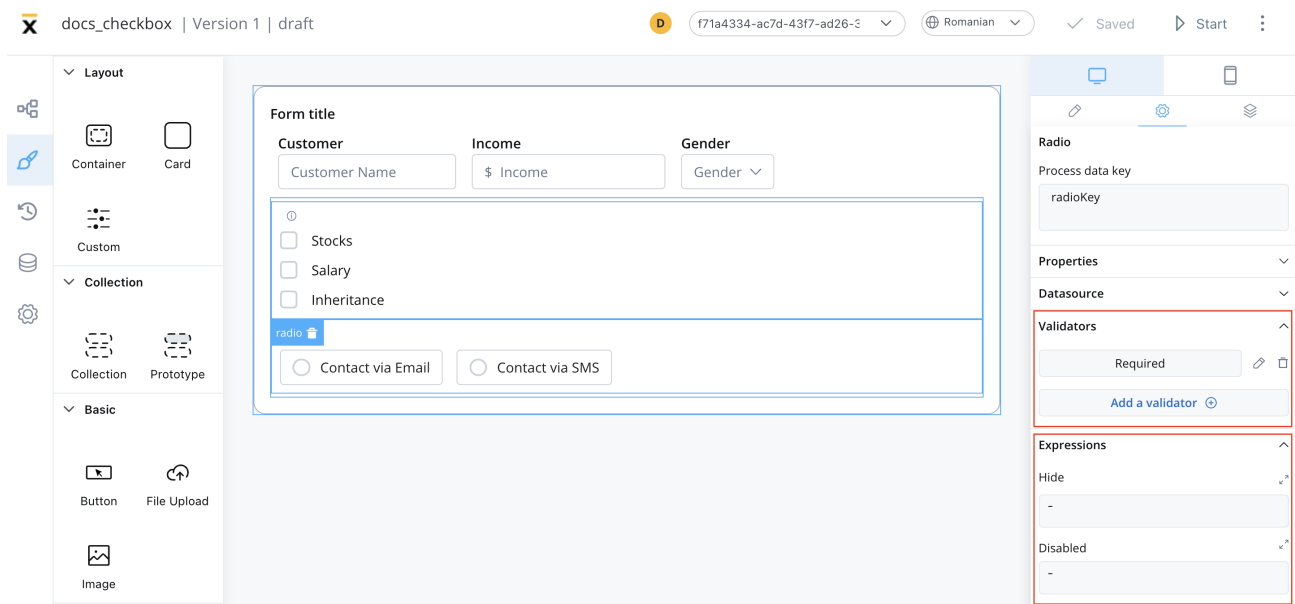 docs_checkbox | Version 1 | draft
D
f71a4334-ac7d-43f7-ad26-3
Romanian
Saved
Start
Layout
Container
Card
Custom
Collection
Collection
Prototype
Basic
Button
File Upload
Image
Form title
Customer
Income
Gender
Customer Name
$ Income
Gender
Stocks
Salary
Inheritance
radio
Contact via Email
Contact via SMS
Radio
Process data key
radioKey
Properties
Datasource
Validators
Required
Add a validator
Expressions
Hide
-
Disabled
-